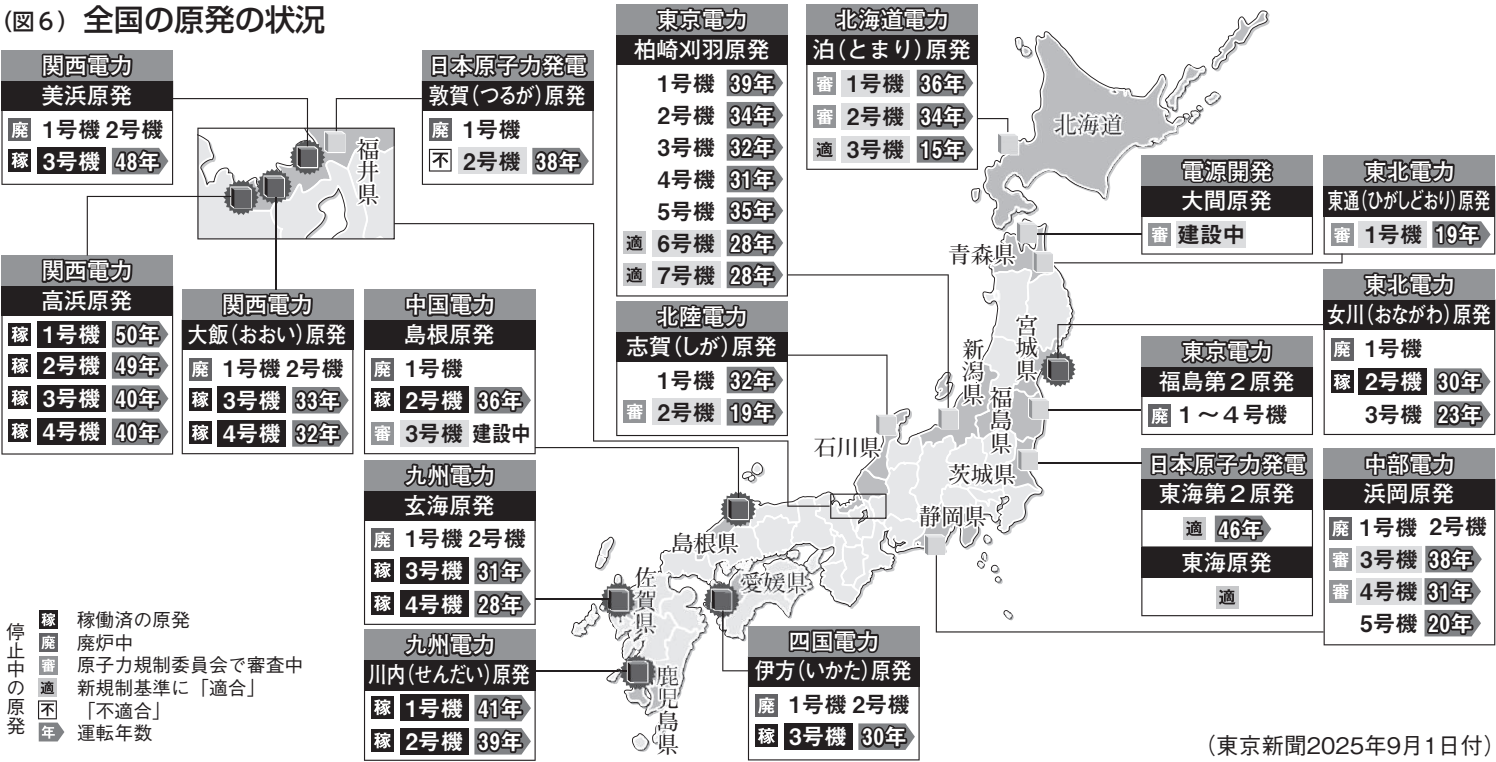 (図6) 全国の原発の状況
関西電力
美浜原発
廃 1号機 2号機
稼 3号機 48年
日本原子力発電
敦賀(つるが)原発
廃 1号機
不 2号機 38年
福井県
関西電力
高浜原発
稼 1号機 50年
稼 2号機 49年
稼 3号機 40年
稼 4号機 40年
関西電力
大飯(おおい)原発
廃 1号機 2号機
稼 3号機 33年
稼 4号機 32年
中国電力
島根原発
廃 1号機
稼 2号機 36年
審 3号機 建設中
九州電力
玄海原発
廃 1号機 2号機
稼 3号機 31年
稼 4号機 28年
九州電力
川内(せんだい)原発
稼 1号機 41年
稼 2号機 39年
東京電力
柏崎刈羽原発
1号機 39年
2号機 34年
3号機 32年
4号機 31年
5号機 35年
適 6号機 28年
適 7号機 28年
北陸電力
志賀(しが)原発
1号機 32年
審 2号機 19年
北海道電力
泊(とまり)原発
審 1号機 36年
審 2号機 34年
適 3号機 15年
電源開発
大間原発
審 建設中
東北電力
東通(ひがしどおり)原発
審 1号機 19年
東北電力
女川(おながわ)原発
廃 1号機
稼 2号機 30年
3号機 23年
東京電力
福島第2原発
廃 1〜4号機
日本原子力発電
東海第2原発
適 46年
東海原発
適
中部電力
浜岡原発
廃 1号機 2号機
審 3号機 38年
審 4号機 31年
5号機 20年
四国電力
伊方(いかた)原発
廃 1号機 2号機
稼 3号機 30年
北海道
青森県
宮城県
新潟県
福島県
石川県
茨城県
静岡県
島根県
愛媛県
佐賀県
鹿児島県
停止中の原発
稼 稼働済の原発
廃 廃炉中
審 原子力規制委員会で審査中
適 新規制基準に「適合」
不 「不適合」
年 運転年数
(東京新聞2025年9月1日付)